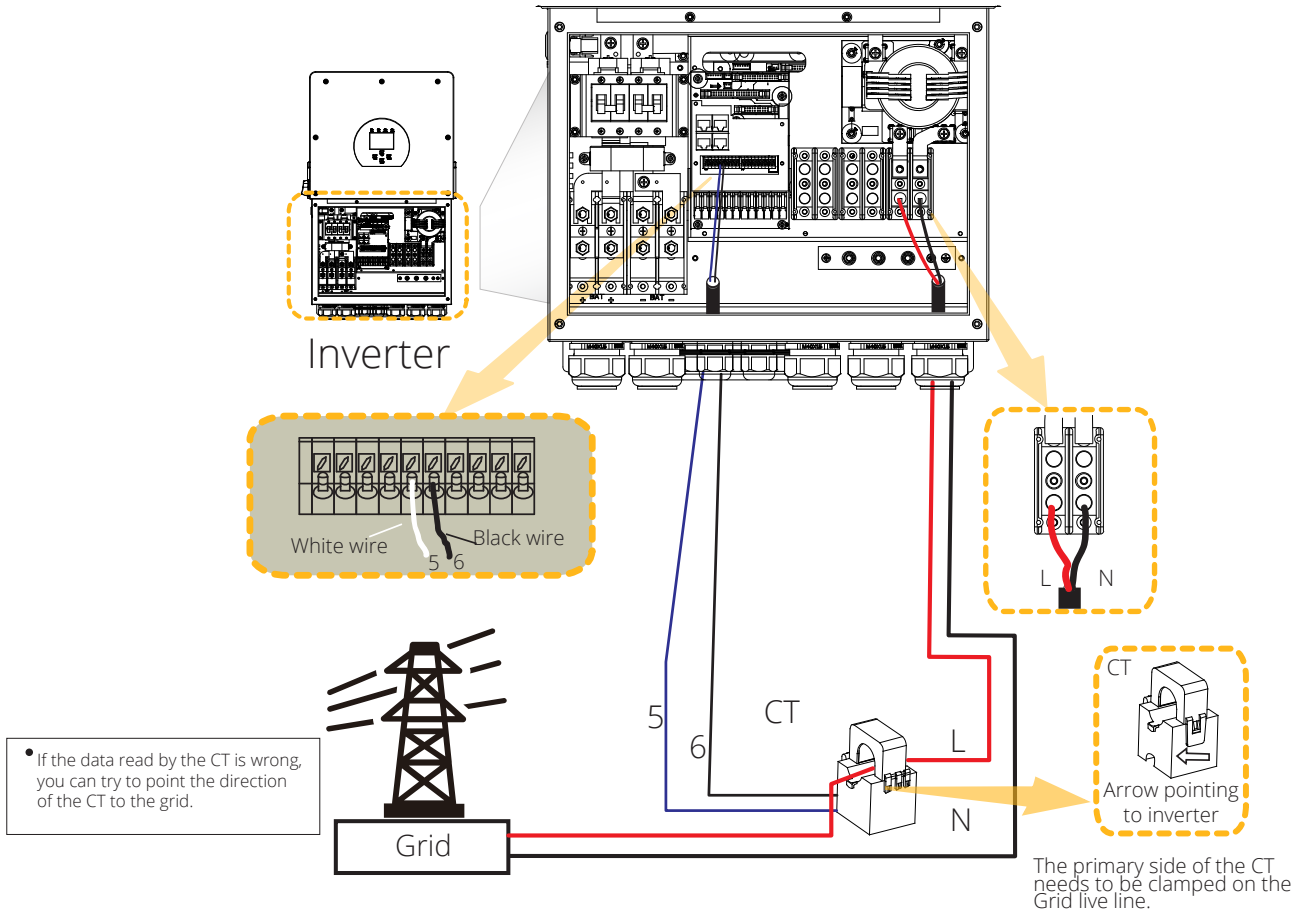 + BAT + - BAT -
Inverter
White wire
Black wire
5 6
L N
5
6
CT
L
N
CT
Arrow pointing
to inverter
• If the data read by the CT is wrong,
you can try to point the direction
of the CT to the grid.
Grid
The primary side of the CT
needs to be clamped on the
Grid live line.